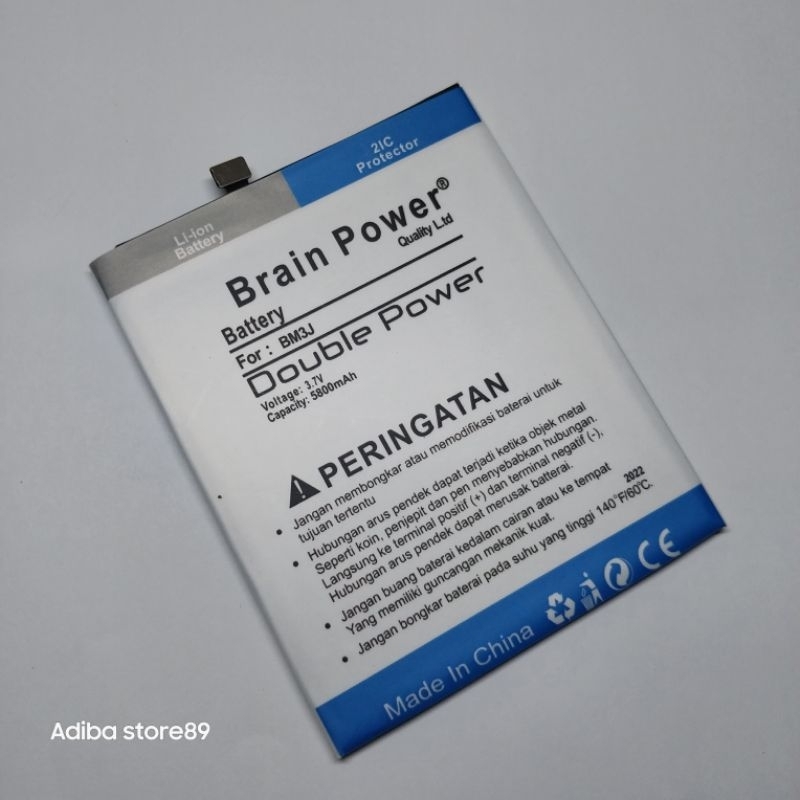 Li-Ion
Battery
2IC
Protector
Brain Power®
Quality L.td
Battery
For : BM3J
Double Power
Voltage: 3.7V
Capacity: 5800mAh
PERINGATAN
• Jangan membongkar atau memodifikasi baterai untuk
tujuan tertentu
• Hubungan arus pendek dapat terjadi ketika objek metal
Seperti koin, penjepit dan pen menyebabkan hubungan.
Langsung ke terminal positif (+) dan terminal negatif (-),
Hubungan arus pendek dapat merusak baterai.
• Jangan buang baterai kedalam cairan atau ke tempat
Yang memiliki guncangan mekanik kuat.
• Jangan bongkar baterai pada suhu yang tinggi 140°F/60°C.
2022
Made In China
CE
Adiba store89